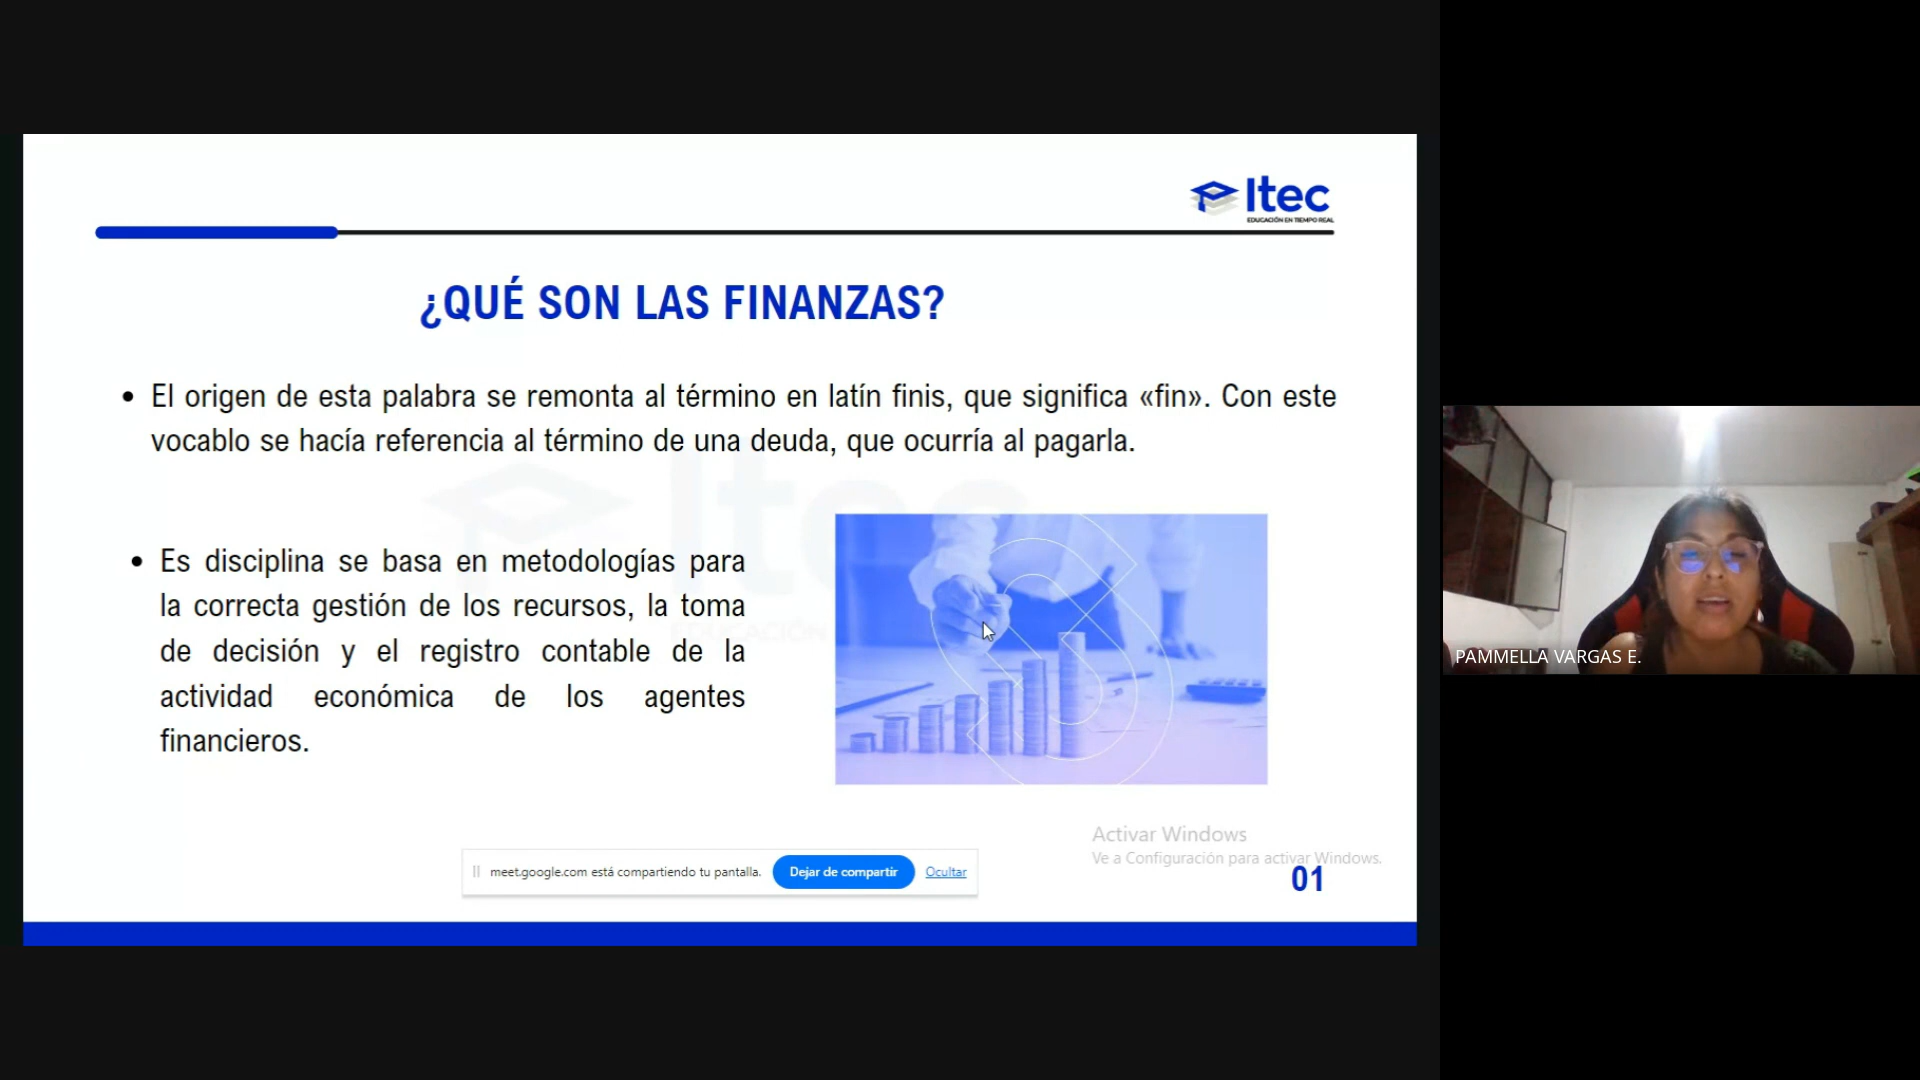 Itec
EDUCACIÓN EN TIEMPO REAL
¿QUÉ SON LAS FINANZAS?
• El origen de esta palabra se remonta al término en latín finis, que significa «fin». Con este
vocablo se hacía referencia al término de una deuda, que ocurría al pagarla.
• Es disciplina se basa en metodologías para
la correcta gestión de los recursos, la toma
de decisión y el registro contable de la
actividad económica de los agentes
financieros.
Itec
EDUCACIÓN
Activar Windows
Ve a Configuración para activar Windows.
meet.google.com está compartiendo tu pantalla.
Dejar de compartir
Ocultar
01
PAMMELLA VARGAS E.